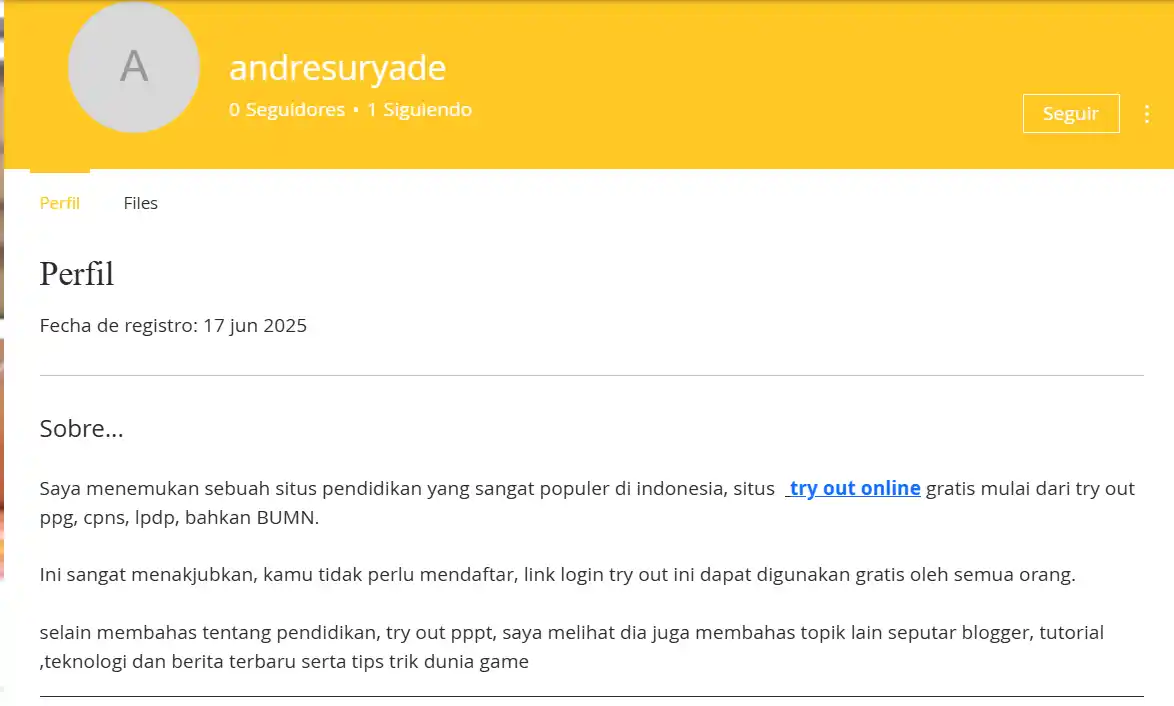 A
andresuryade
0 Seguidores • 1 Siguiendo
Seguir
Perfil
Files
Perfil
Fecha de registro: 17 jun 2025
Sobre...
Saya menemukan sebuah situs pendidikan yang sangat populer di indonesia, situs try out online gratis mulai dari try out
ppg, cpns, lpdp, bahkan BUMN.
Ini sangat menakjubkan, kamu tidak perlu mendaftar, link login try out ini dapat digunakan gratis oleh semua orang.
selain membahas tentang pendidikan, try out pppt, saya melihat dia juga membahas topik lain seputar blogger, tutorial
,teknologi dan berita terbaru serta tips trik dunia game